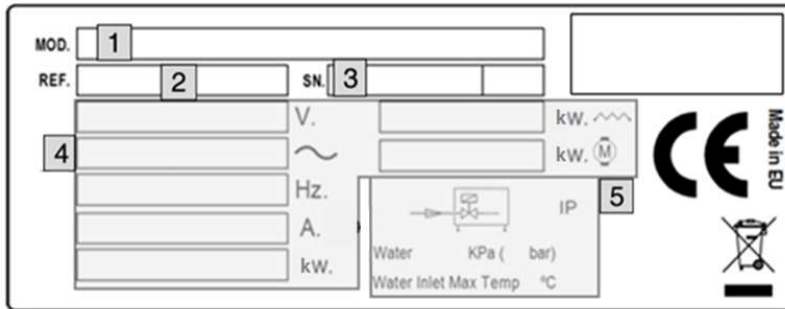 MOD. 1
REF. 2 SN. 3
V. kW.
4 kW. M
Hz. 5
IP
A.
Water KPa ( bar)
kW.
Water Inlet Max Temp ºC
CE
Made in EU